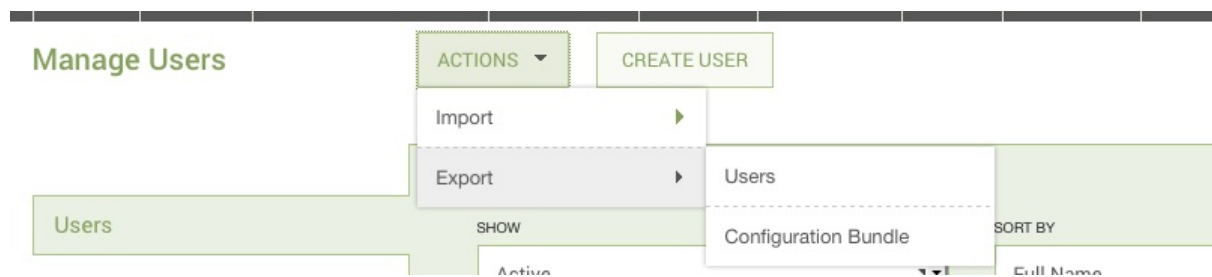 Manage Users
ACTIONS
CREATE USER
Import
Export
Users
Configuration Bundle
Users
SHOW
SORT BY
Active
Full Name